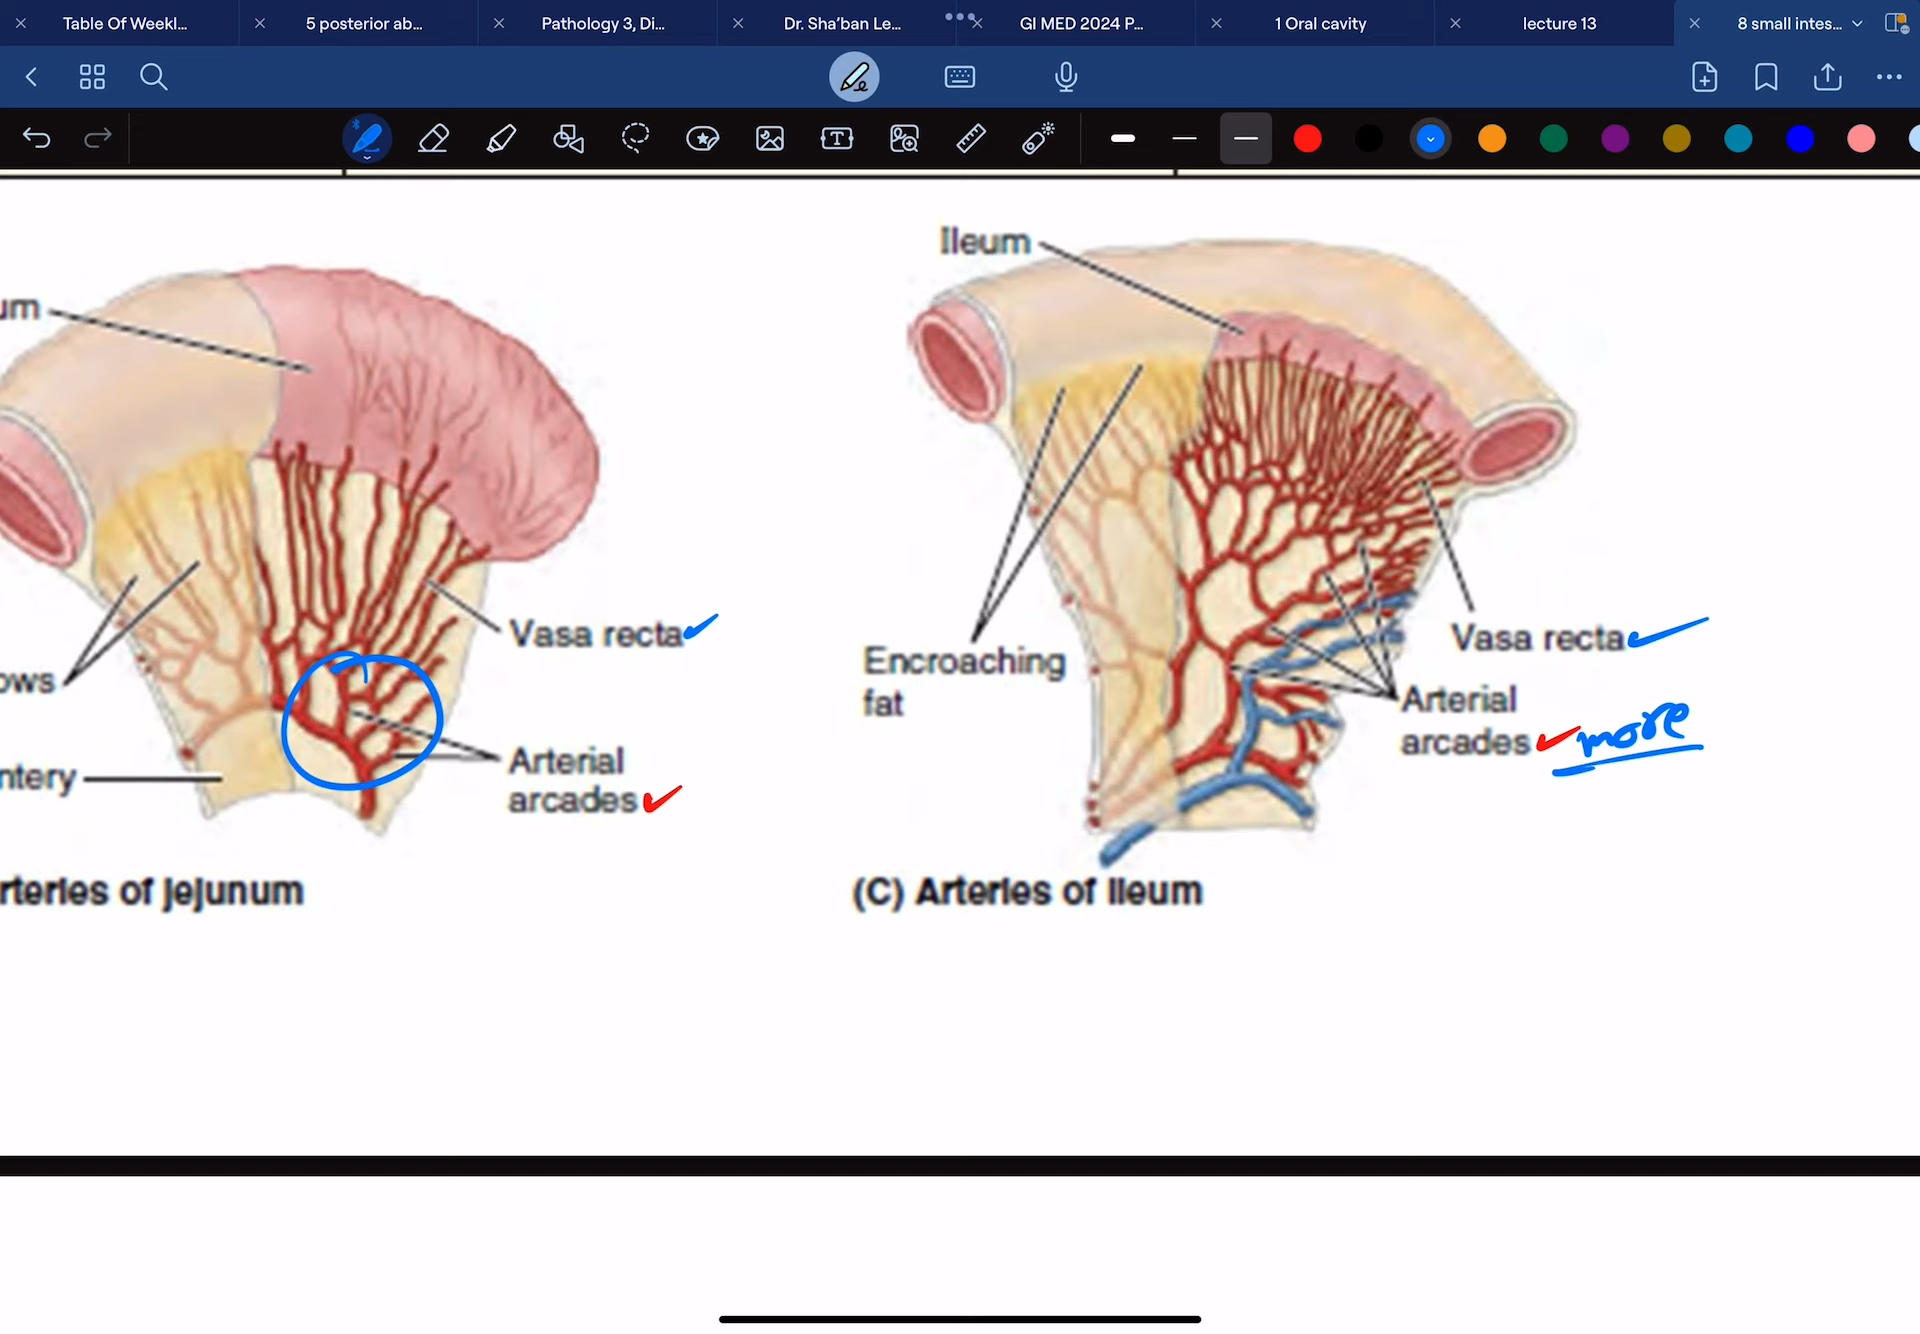 Table Of Weekl...
5 posterior ab...
Pathology 3, Di...
Dr. Sha'ban Le...
GI MED 2024 P...
1 Oral cavity
lecture 13
8 small intes...
Ileum
um
Vasa recta
ows
Encroaching
fat
Vasa recta
Arterial
arcades more
ntery
Arterial
arcades
rteries of jejunum
(C) Arteries of ileum